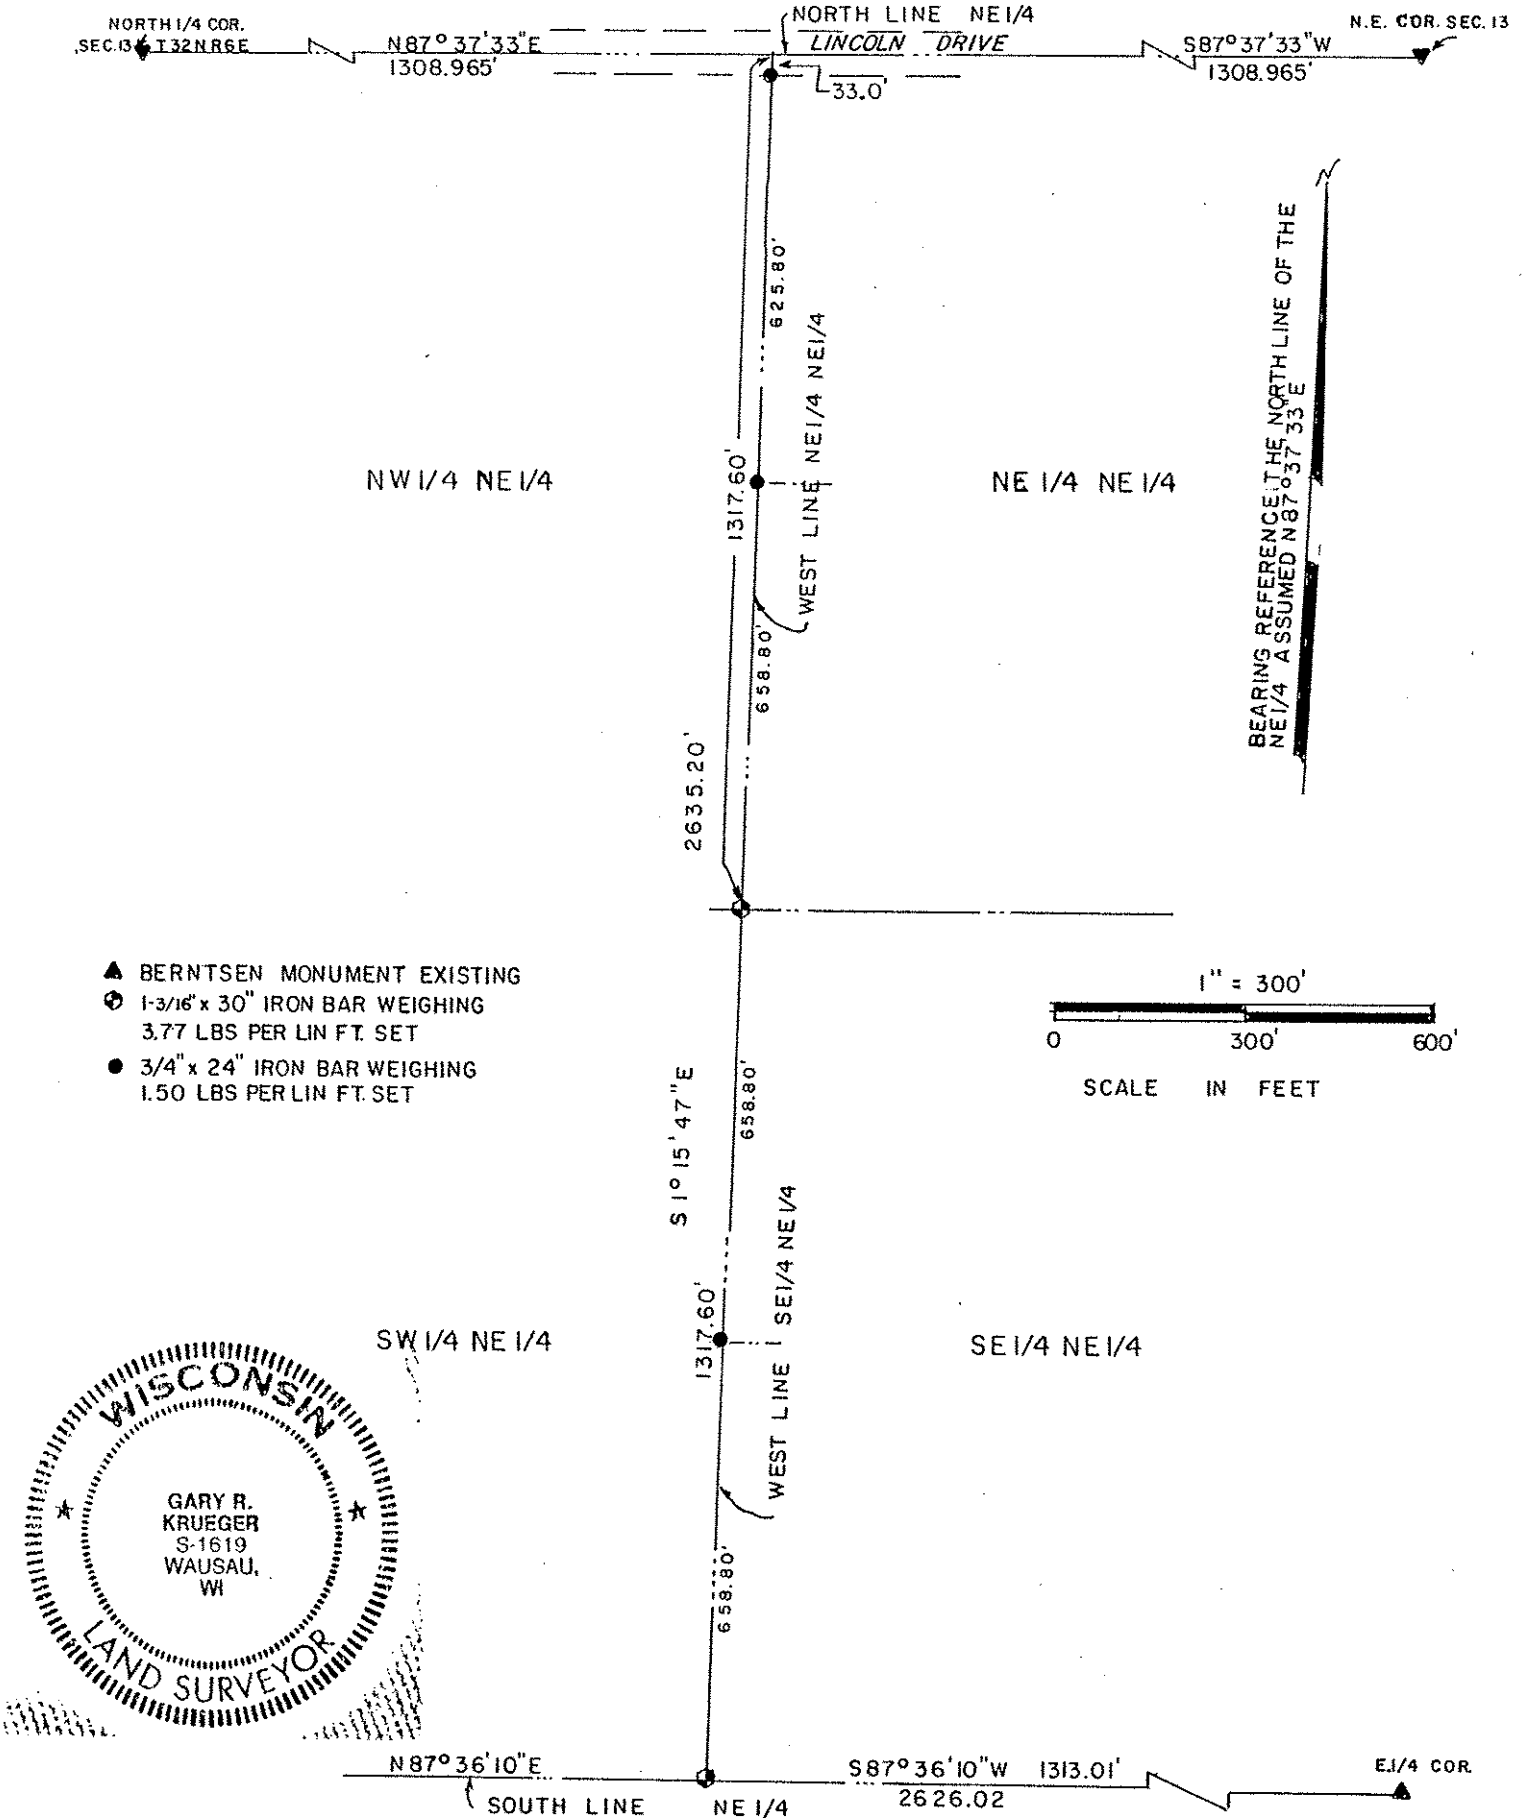 NORTH 1/4 COR.
SEC.13 T32N R6E
N87°37'33"E
1308.965'
NORTH LINE NE1/4
LINCOLN DRIVE
33.0'
S87°37'33"W
1308.965'
N.E. COR. SEC. 13
625.80'
WEST LINE NE1/4 NE1/4
1317.60'
658.80'
2635.20'
NW1/4 NE1/4
NE 1/4 NE 1/4
BEARING REFERENCE THE NORTH LINE OF THE
NE1/4 ASSUMED N87°37'33"E
N
BERNTSEN MONUMENT EXISTING
1-3/16" x 30" IRON BAR WEIGHING
3.77 LBS PER LIN FT. SET
3/4" x 24" IRON BAR WEIGHING
1.50 LBS PER LIN FT. SET
1" = 300'
0 300' 600'
SCALE IN FEET
S 1° 15' 47" E
658.80'
1317.60'
WEST LINE SE1/4 NE1/4
658.80'
SW 1/4 NE 1/4
SE1/4 NE1/4
WISCONSIN
GARY R.
KRUEGER
S-1619
WAUSAU,
WI
LAND SURVEYOR
N87°36'10"E
SOUTH LINE NE 1/4
S87°36'10"W 1313.01'
2626.02
E1/4 COR.